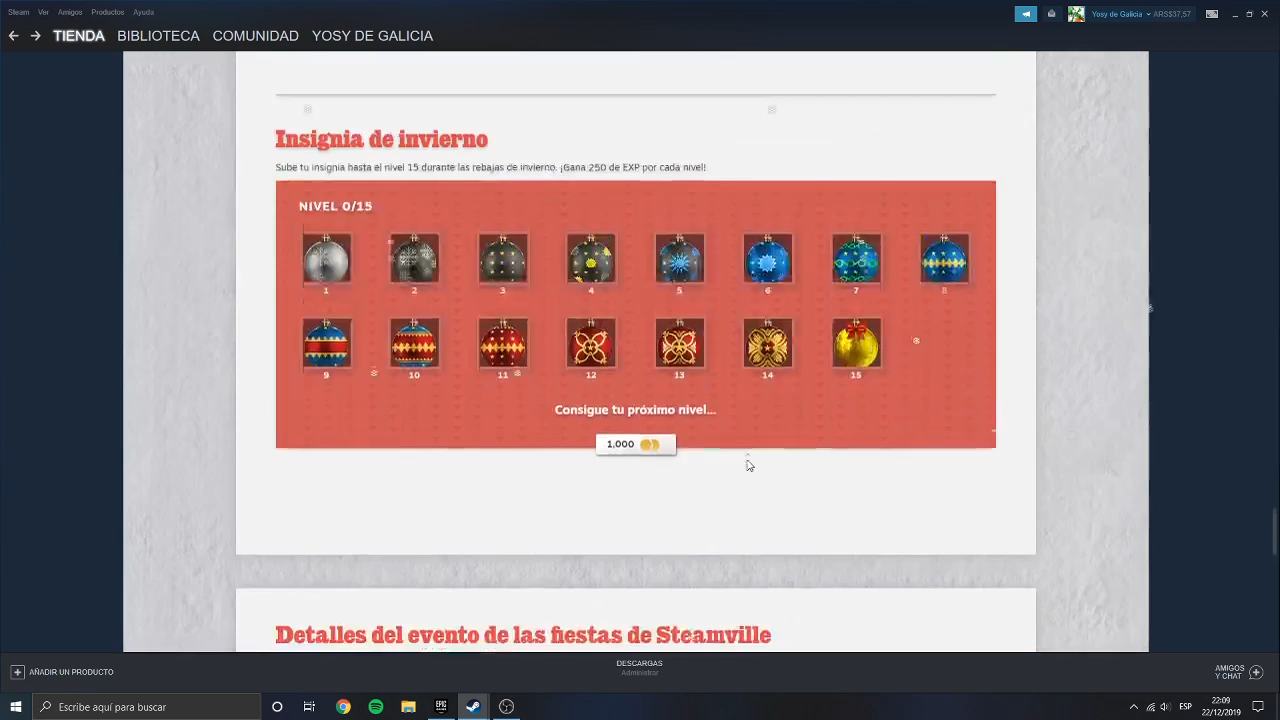 Steam Ver Amigos Productos Ayuda
Yosy de Galicia ARS$37,57
TIENDA BIBLIOTECA COMUNIDAD YOSY DE GALICIA
Insignia de invierno
Sube tu insignia hasta el nivel 15 durante las rebajas de invierno. ¡Gana 250 de EXP por cada nivel!
NIVEL 0/15
1 2 3 4 5 6 7 8
9 10 11 12 13 14 15
Consigue tu próximo nivel...
1,000
Detalles del evento de las fiestas de Steamville
AÑADIR UN PRODUCTO
DESCARGAS
Administrar
AMIGOS
Y CHAT
Escribe aquí para buscar
EPIC
ESP
22:09
22/12/2019